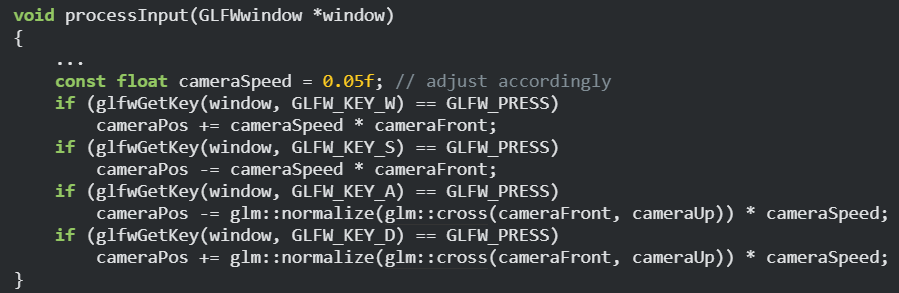 void processInput(GLFWwindow *window)
{
    ...
    const float cameraSpeed = 0.05f; // adjust accordingly
    if (glfwGetKey(window, GLFW_KEY_W) == GLFW_PRESS)
        cameraPos += cameraSpeed * cameraFront;
    if (glfwGetKey(window, GLFW_KEY_S) == GLFW_PRESS)
        cameraPos -= cameraSpeed * cameraFront;
    if (glfwGetKey(window, GLFW_KEY_A) == GLFW_PRESS)
        cameraPos -= glm::normalize(glm::cross(cameraFront, cameraUp)) * cameraSpeed;
    if (glfwGetKey(window, GLFW_KEY_D) == GLFW_PRESS)
        cameraPos += glm::normalize(glm::cross(cameraFront, cameraUp)) * cameraSpeed;
}